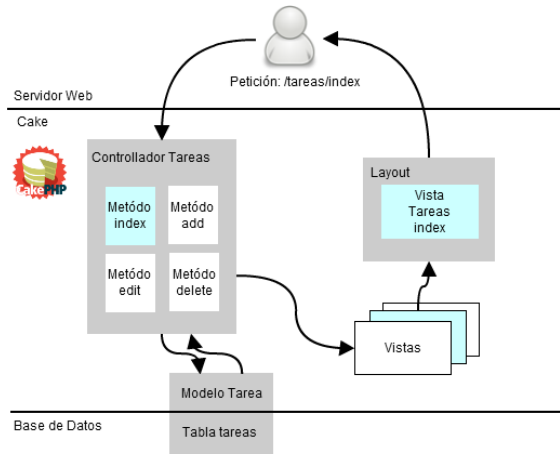 Petición: /tareas/index
Servidor Web
Cake
CakePHP
Controllador Tareas
Metódo
index
Metódo
add
Metódo
edit
Metódo
delete
Layout
Vista
Tareas
index
Vistas
Modelo Tarea
Base de Datos
Tabla tareas